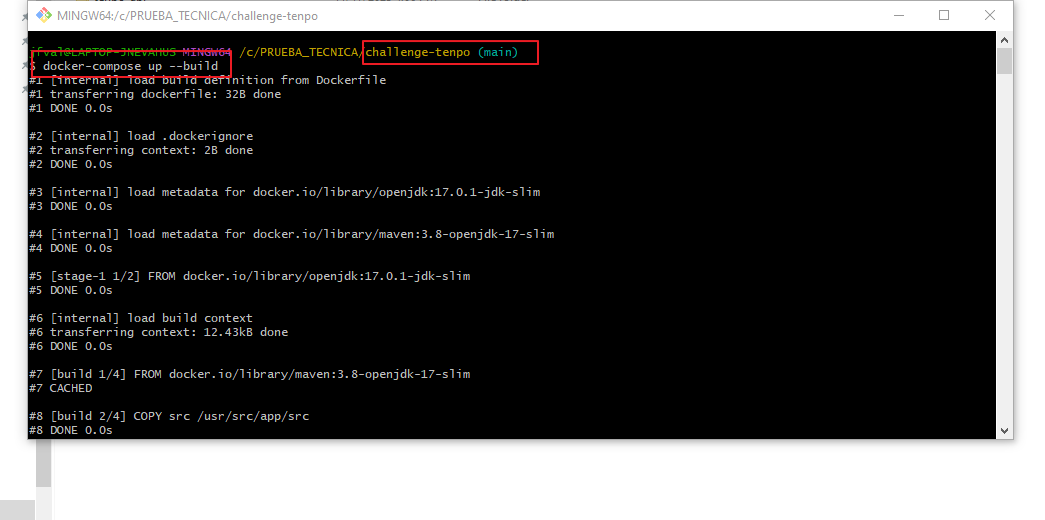 MINGW64:/c/PRUEBA_TECNICA/challenge-tenpo
jfval@LAPTOP-JNEVAHUS MINGW64 /c/PRUEBA_TECNICA/challenge-tenpo (main)
$ docker-compose up --build
#1 [internal] load build definition from Dockerfile
#1 transferring dockerfile: 32B done
#1 DONE 0.0s
#2 [internal] load .dockerignore
#2 transferring context: 2B done
#2 DONE 0.0s
#3 [internal] load metadata for docker.io/library/openjdk:17.0.1-jdk-slim
#3 DONE 0.0s
#4 [internal] load metadata for docker.io/library/maven:3.8-openjdk-17-slim
#4 DONE 0.0s
#5 [stage-1 1/2] FROM docker.io/library/openjdk:17.0.1-jdk-slim
#5 DONE 0.0s
#6 [internal] load build context
#6 transferring context: 12.43kB done
#6 DONE 0.0s
#7 [build 1/4] FROM docker.io/library/maven:3.8-openjdk-17-slim
#7 CACHED
#8 [build 2/4] COPY src /usr/src/app/src
#8 DONE 0.0s